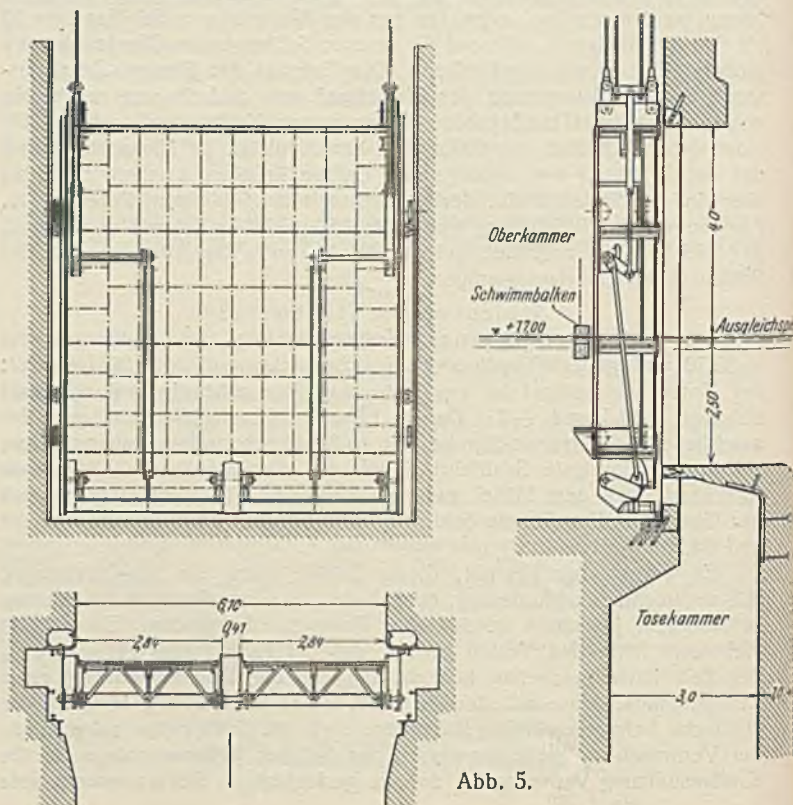 Oberkammer
4,0
Schwimmbalken
+17,00
Ausgleichsp
2,50
6,10
0,41
2,84
2,84
Tosekammer
3,0
Abb. 5.